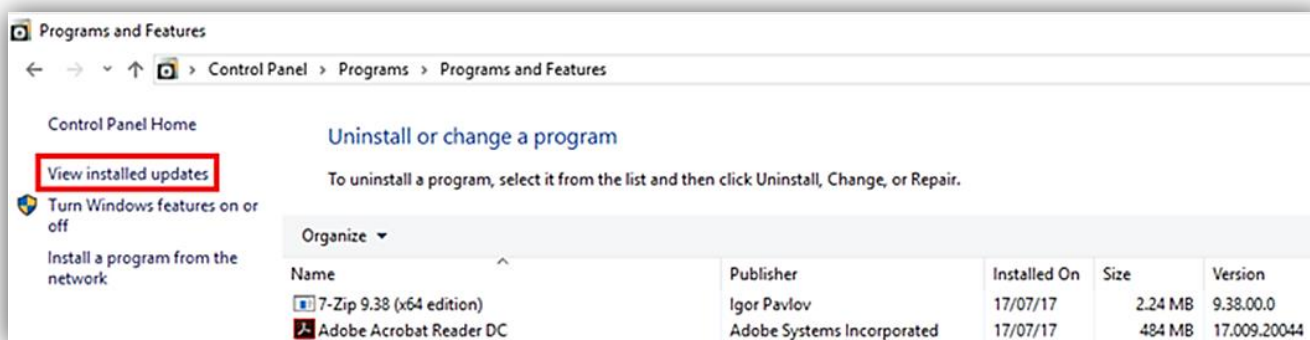 Programs and Features
Control Panel > Programs > Programs and Features
Control Panel Home
View installed updates
Turn Windows features on or
off
Install a program from the
network
Uninstall or change a program
To uninstall a program, select it from the list and then click Uninstall, Change, or Repair.
Organize
Name Publisher Installed On Size Version
7-Zip 9.38 (x64 edition) Igor Pavlov 17/07/17 2.24 MB 9.38.00.0
Adobe Acrobat Reader DC Adobe Systems Incorporated 17/07/17 484 MB 17.009.20044